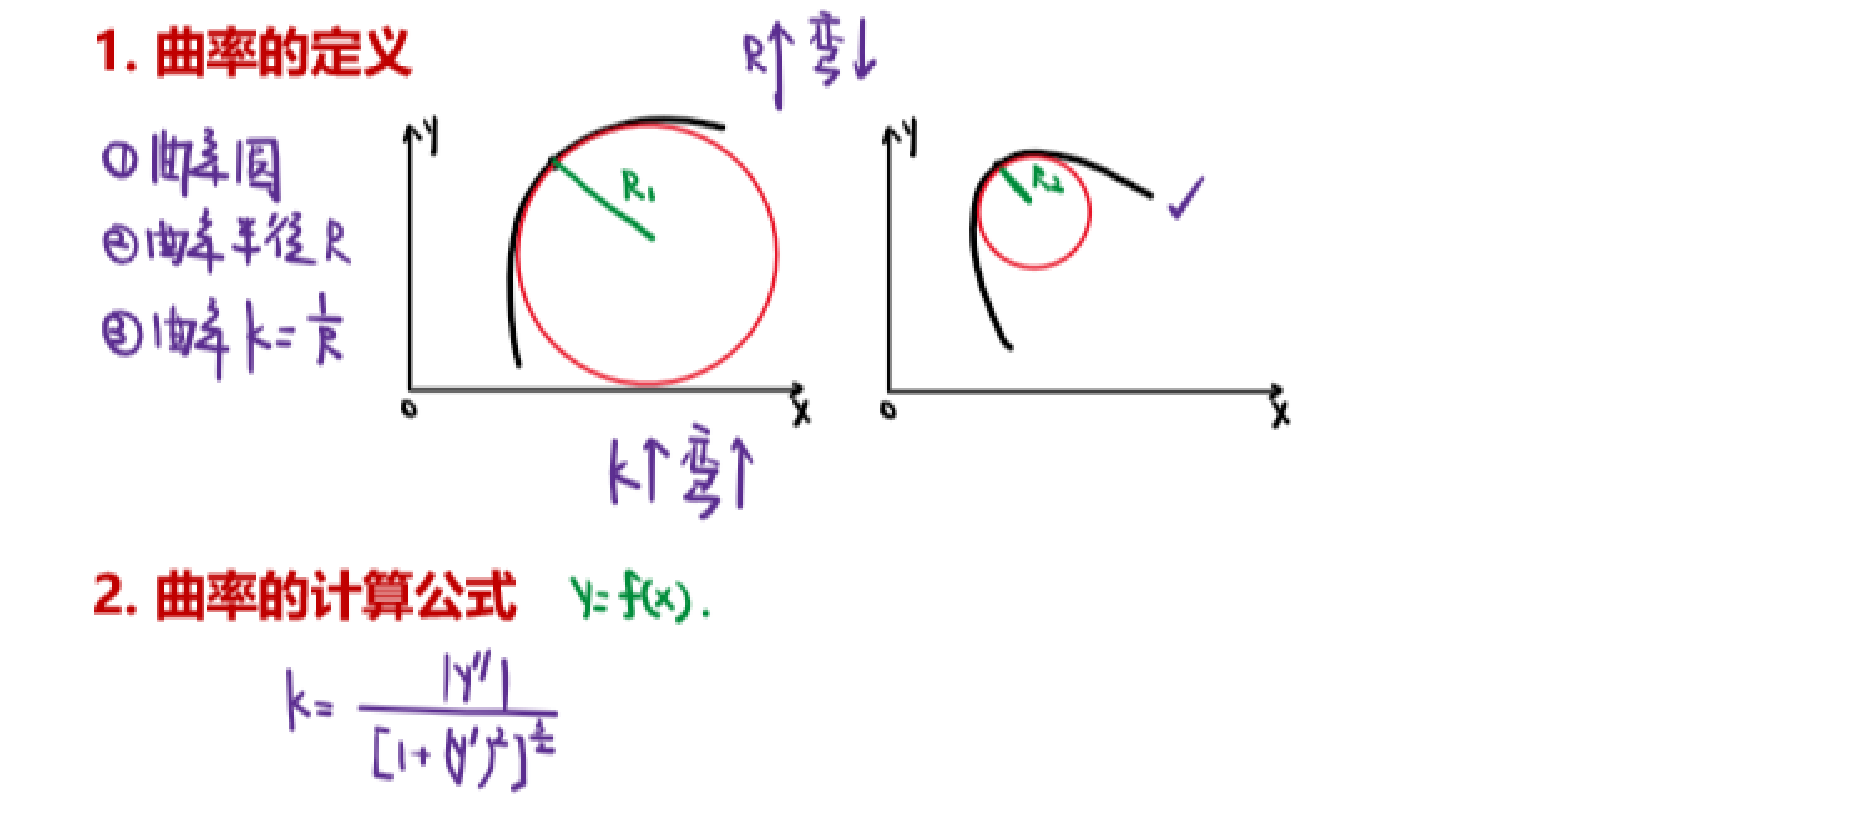 1. 曲率的定义
R↑ 弯↓
①曲率圆
②曲率半径R
③曲率 k=1/R
Y
R₁
X
0
Y
R₂
✓
X
0
k↑ 弯↑
2. 曲率的计算公式 y=f(x).
k= |y''| / [1+(y')²]^(3/2)